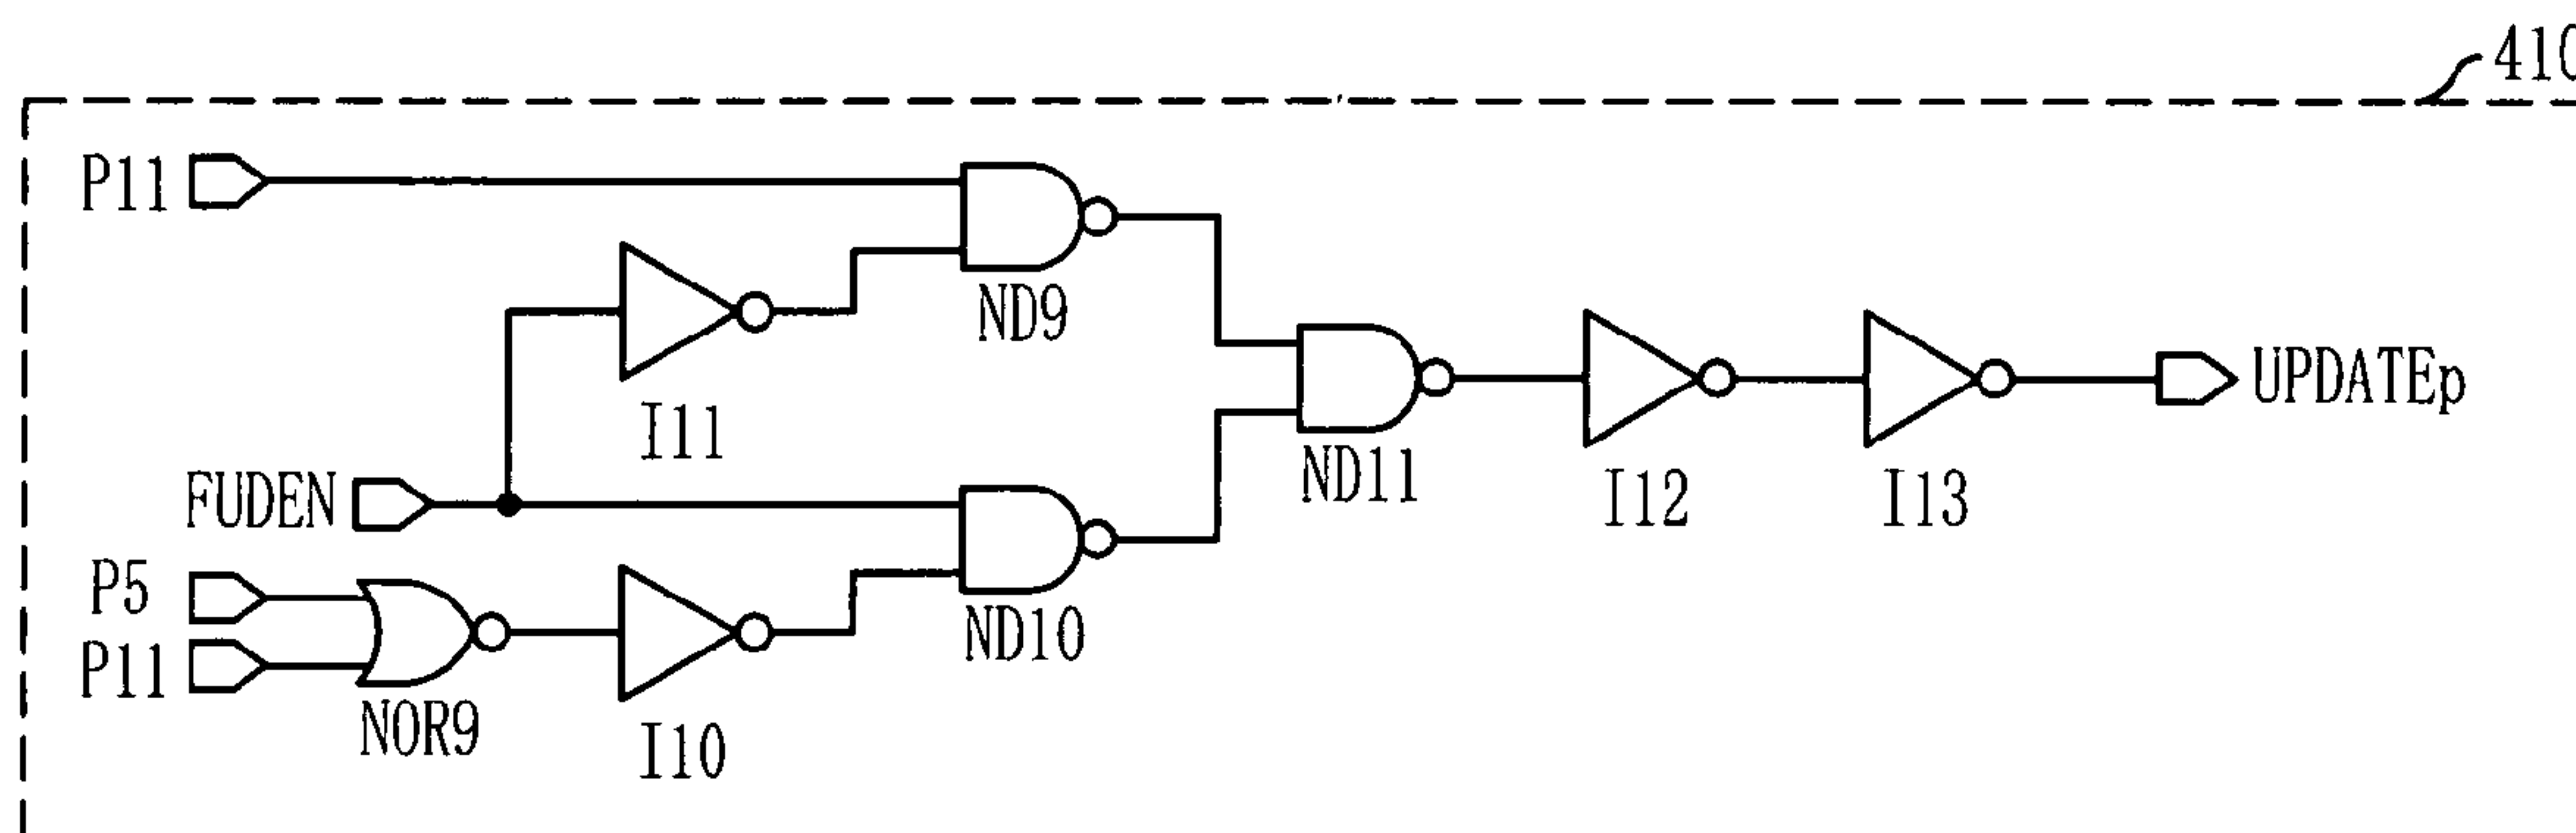 410
P11
ND9
I11
UPDATEp
ND11
I12
I13
FUDEN
P5
ND10
P11
NOR9
I10